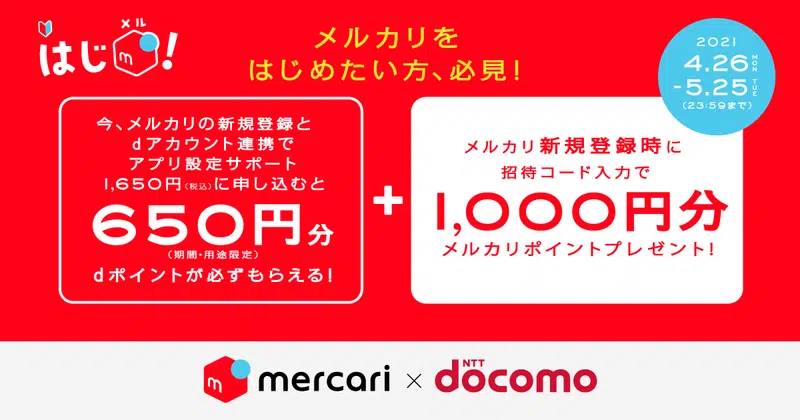 はじメル!
メルカリを
はじめたい方、必見!
2021
4.26 MON
-5.25 TUE
(23:59まで)
今、メルカリの新規登録と
dアカウント連携で
アプリ設定サポート
1,650円(税込)に申し込むと
650円分
(期間・用途限定)
dポイントが必ずもらえる!
+
メルカリ新規登録時に
招待コード入力で
1,000円分
メルカリポイントプレゼント!
mercari × NTT docomo